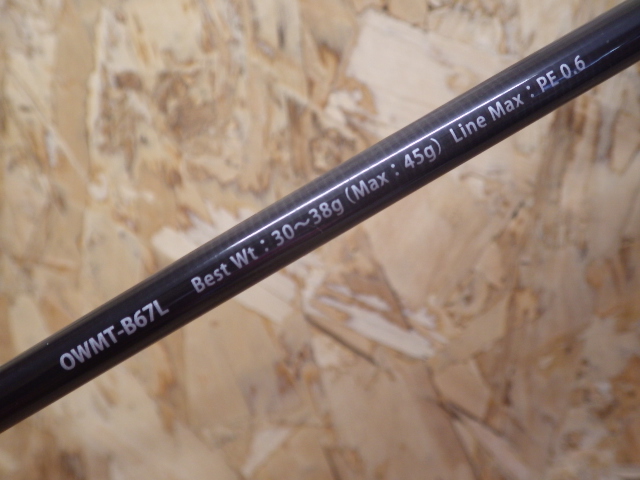 OWMT-B67L Best Wt：30～38g（Max：45g） Line Max：PE 0.6